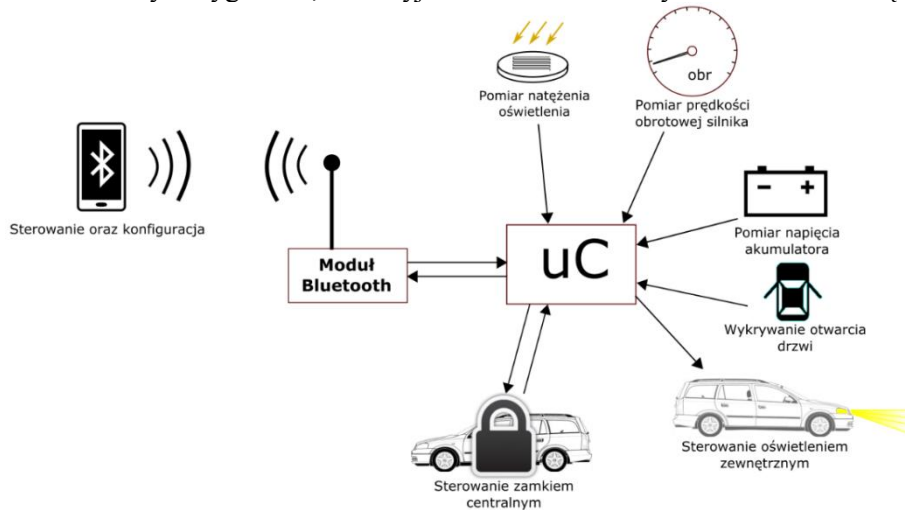 obr
Pomiar natężenia
oświetlenia
Pomiar prędkości
obrotowej silnika
Sterowanie oraz konfiguracja
Moduł
Bluetooth
uC
Pomiar napięcia
akumulatora
Wykrywanie otwarcia
drzwi
Sterowanie oświetleniem
zewnętrznym
Sterowanie zamkiem
centralnym